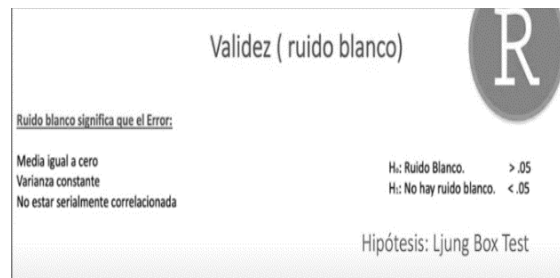 Validez ( ruido blanco)
R
Ruido blanco significa que el Error:
Media igual a cero
Varianza constante
No estar serialmente correlacionada
H₀: Ruido Blanco. > .05
H₁: No hay ruido blanco. < .05
Hipótesis: Ljung Box Test